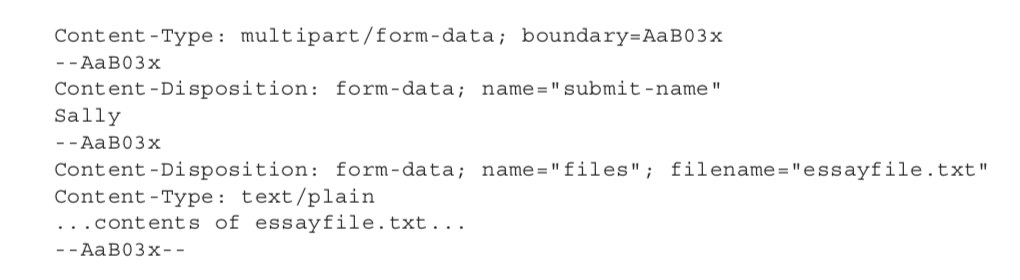 Content-Type: multipart/form-data; boundary=AaB03x
--AaB03x
Content-Disposition: form-data; name="submit-name"
Sally
--AaB03x
Content-Disposition: form-data; name="files"; filename="essayfile.txt"
Content-Type: text/plain
...contents of essayfile.txt...
--AaB03x--